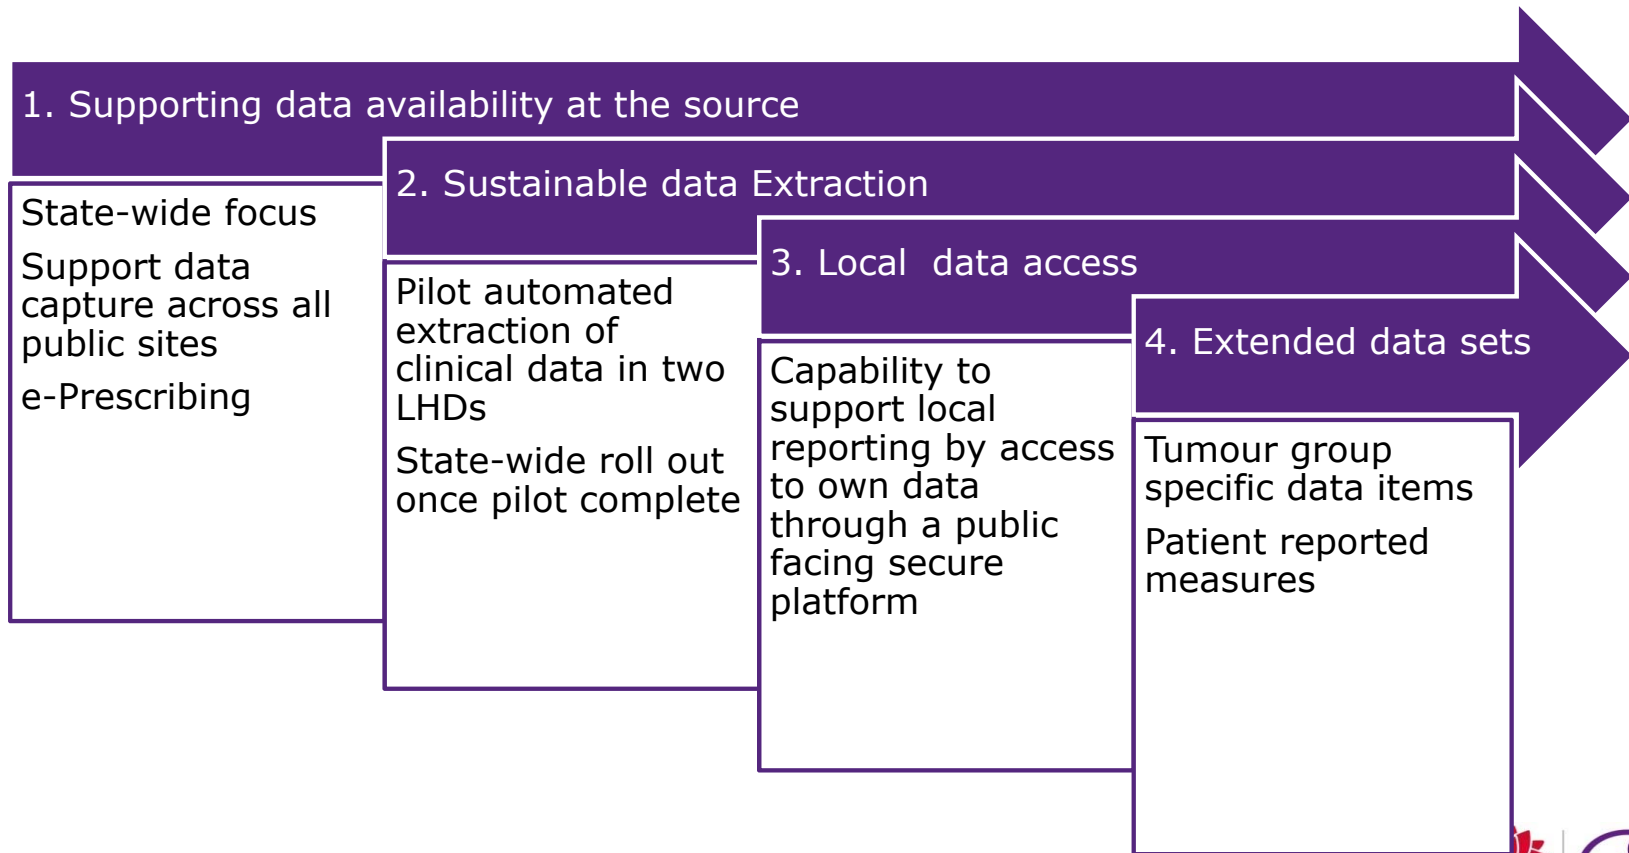 1. Supporting data availability at the source
State-wide focus
Support data
capture across all
public sites
e-Prescribing
2. Sustainable data Extraction
Pilot automated
extraction of
clinical data in two
LHDs
State-wide roll out
once pilot complete
3. Local  data access
Capability to
support local
reporting by access
to own data
through a public
facing secure
platform
4. Extended data sets
Tumour group
specific data items
Patient reported
measures